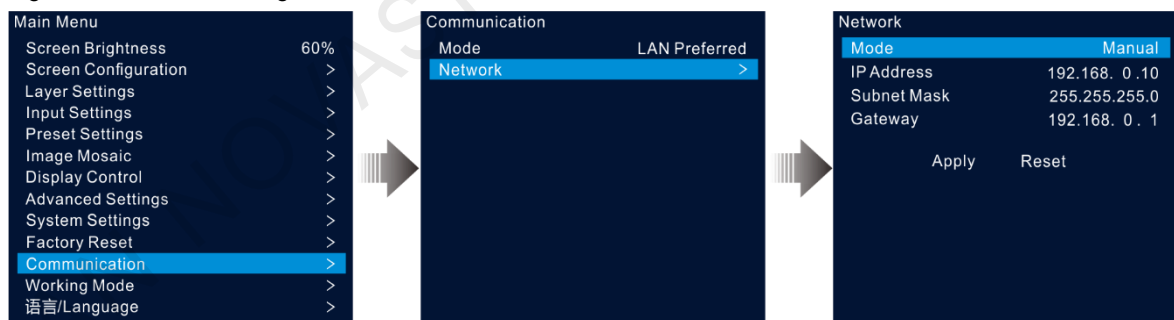 Main Menu
Screen Brightness 60%
Screen Configuration >
Layer Settings >
Input Settings >
Preset Settings >
Image Mosaic >
Display Control >
Advanced Settings >
System Settings >
Factory Reset >
Communication >
Working Mode >
语言/Language >
Communication
Mode LAN Preferred
Network >
Network
Mode Manual
IP Address 192.168. 0 .10
Subnet Mask 255.255.255.0
Gateway 192.168. 0 . 1
Apply Reset